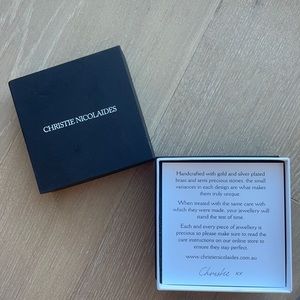 CHRISTIE NICOLAIDES
Handcrafted with gold and silver plated
brass and semi precious stones, the small
variances in each design are what makes
them truly unique.
When treated with the same care with
which they were made, your jewellery will
stand the test of time.
Each and every piece of jewellery is
precious so please make sure to read the
care instructions on our online store to
ensure they stay perfect.
www.christienicolaides.com.au
Christie xx